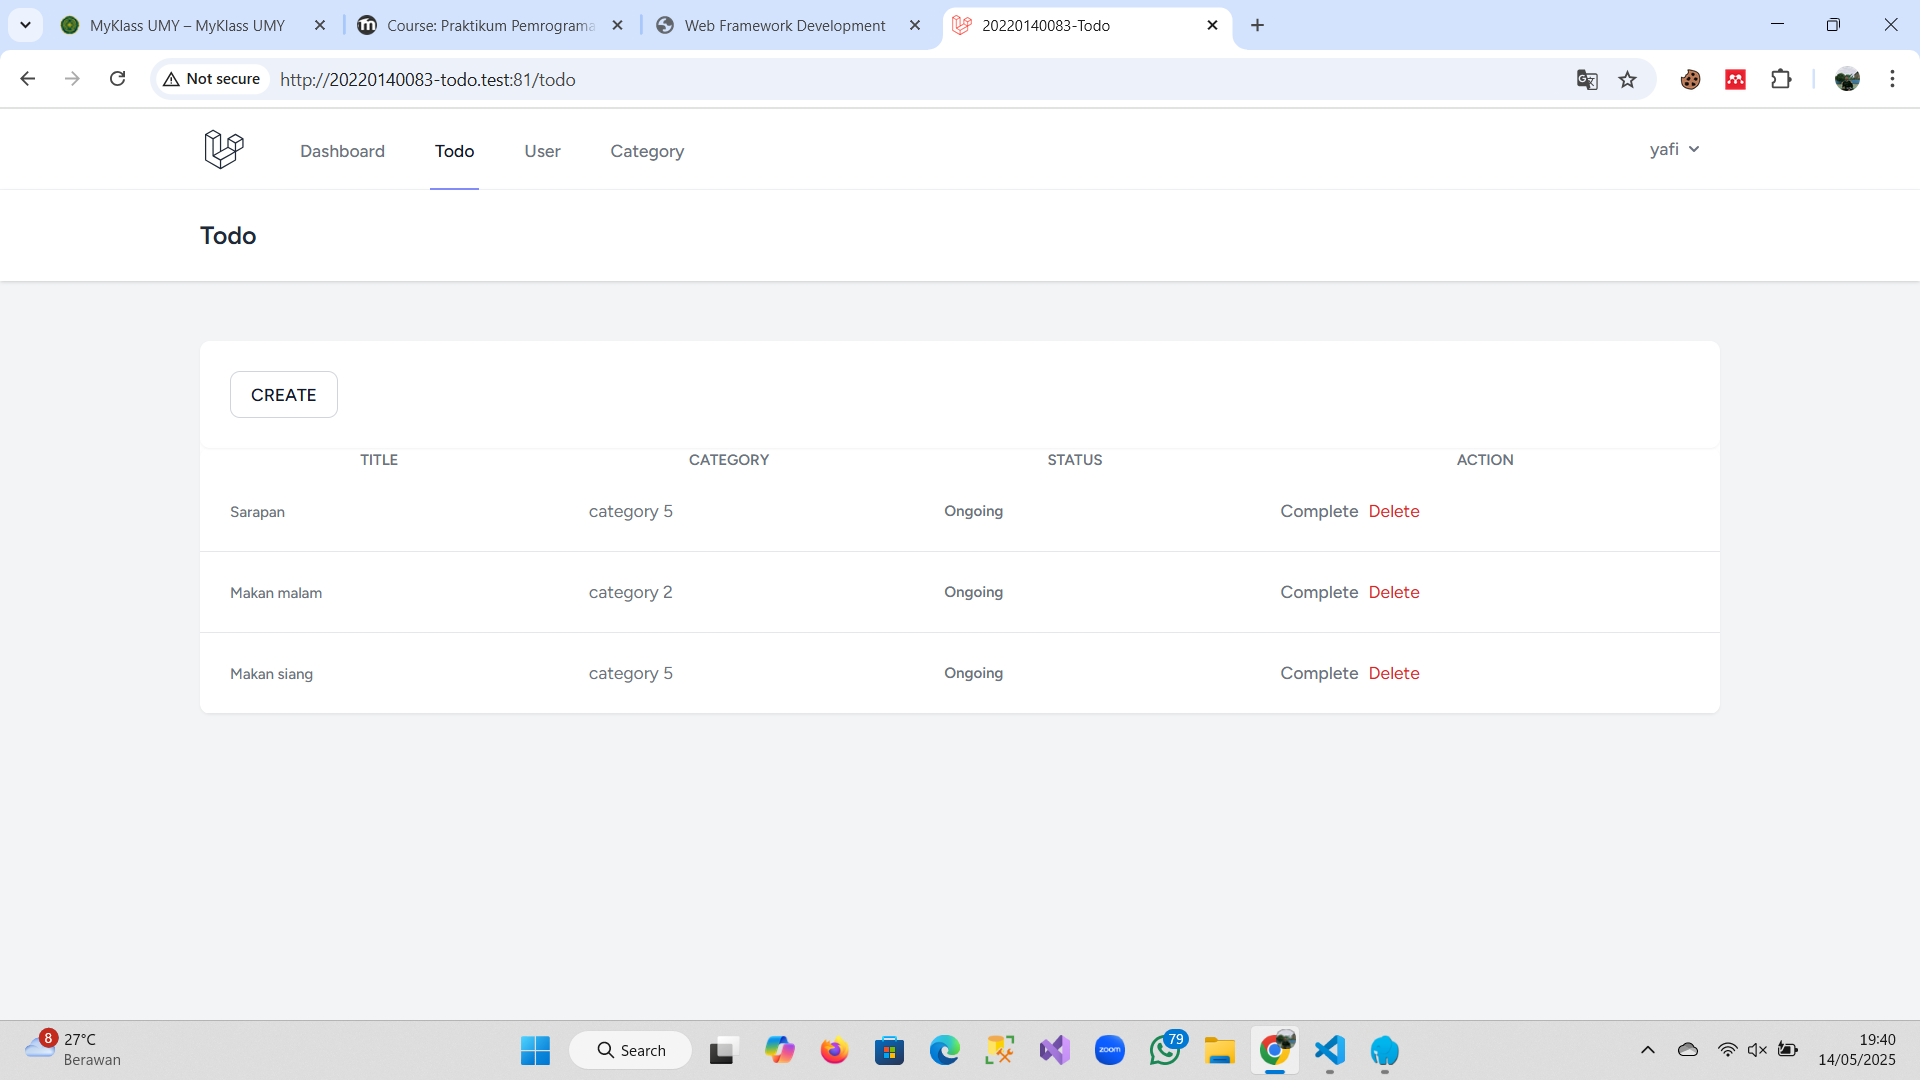 MyKlass UMY – MyKlass UMY
Course: Praktikum Pemrograma
Web Framework Development
20220140083-Todo
Not secure
http://20220140083-todo.test:81/todo
Dashboard
Todo
User
Category
yafi
Todo
CREATE
TITLE CATEGORY STATUS ACTION
Sarapan category 5 Ongoing Complete Delete
Makan malam category 2 Ongoing Complete Delete
Makan siang category 5 Ongoing Complete Delete
8
27°C
Berawan
Search
zoom
79
19:40
14/05/2025